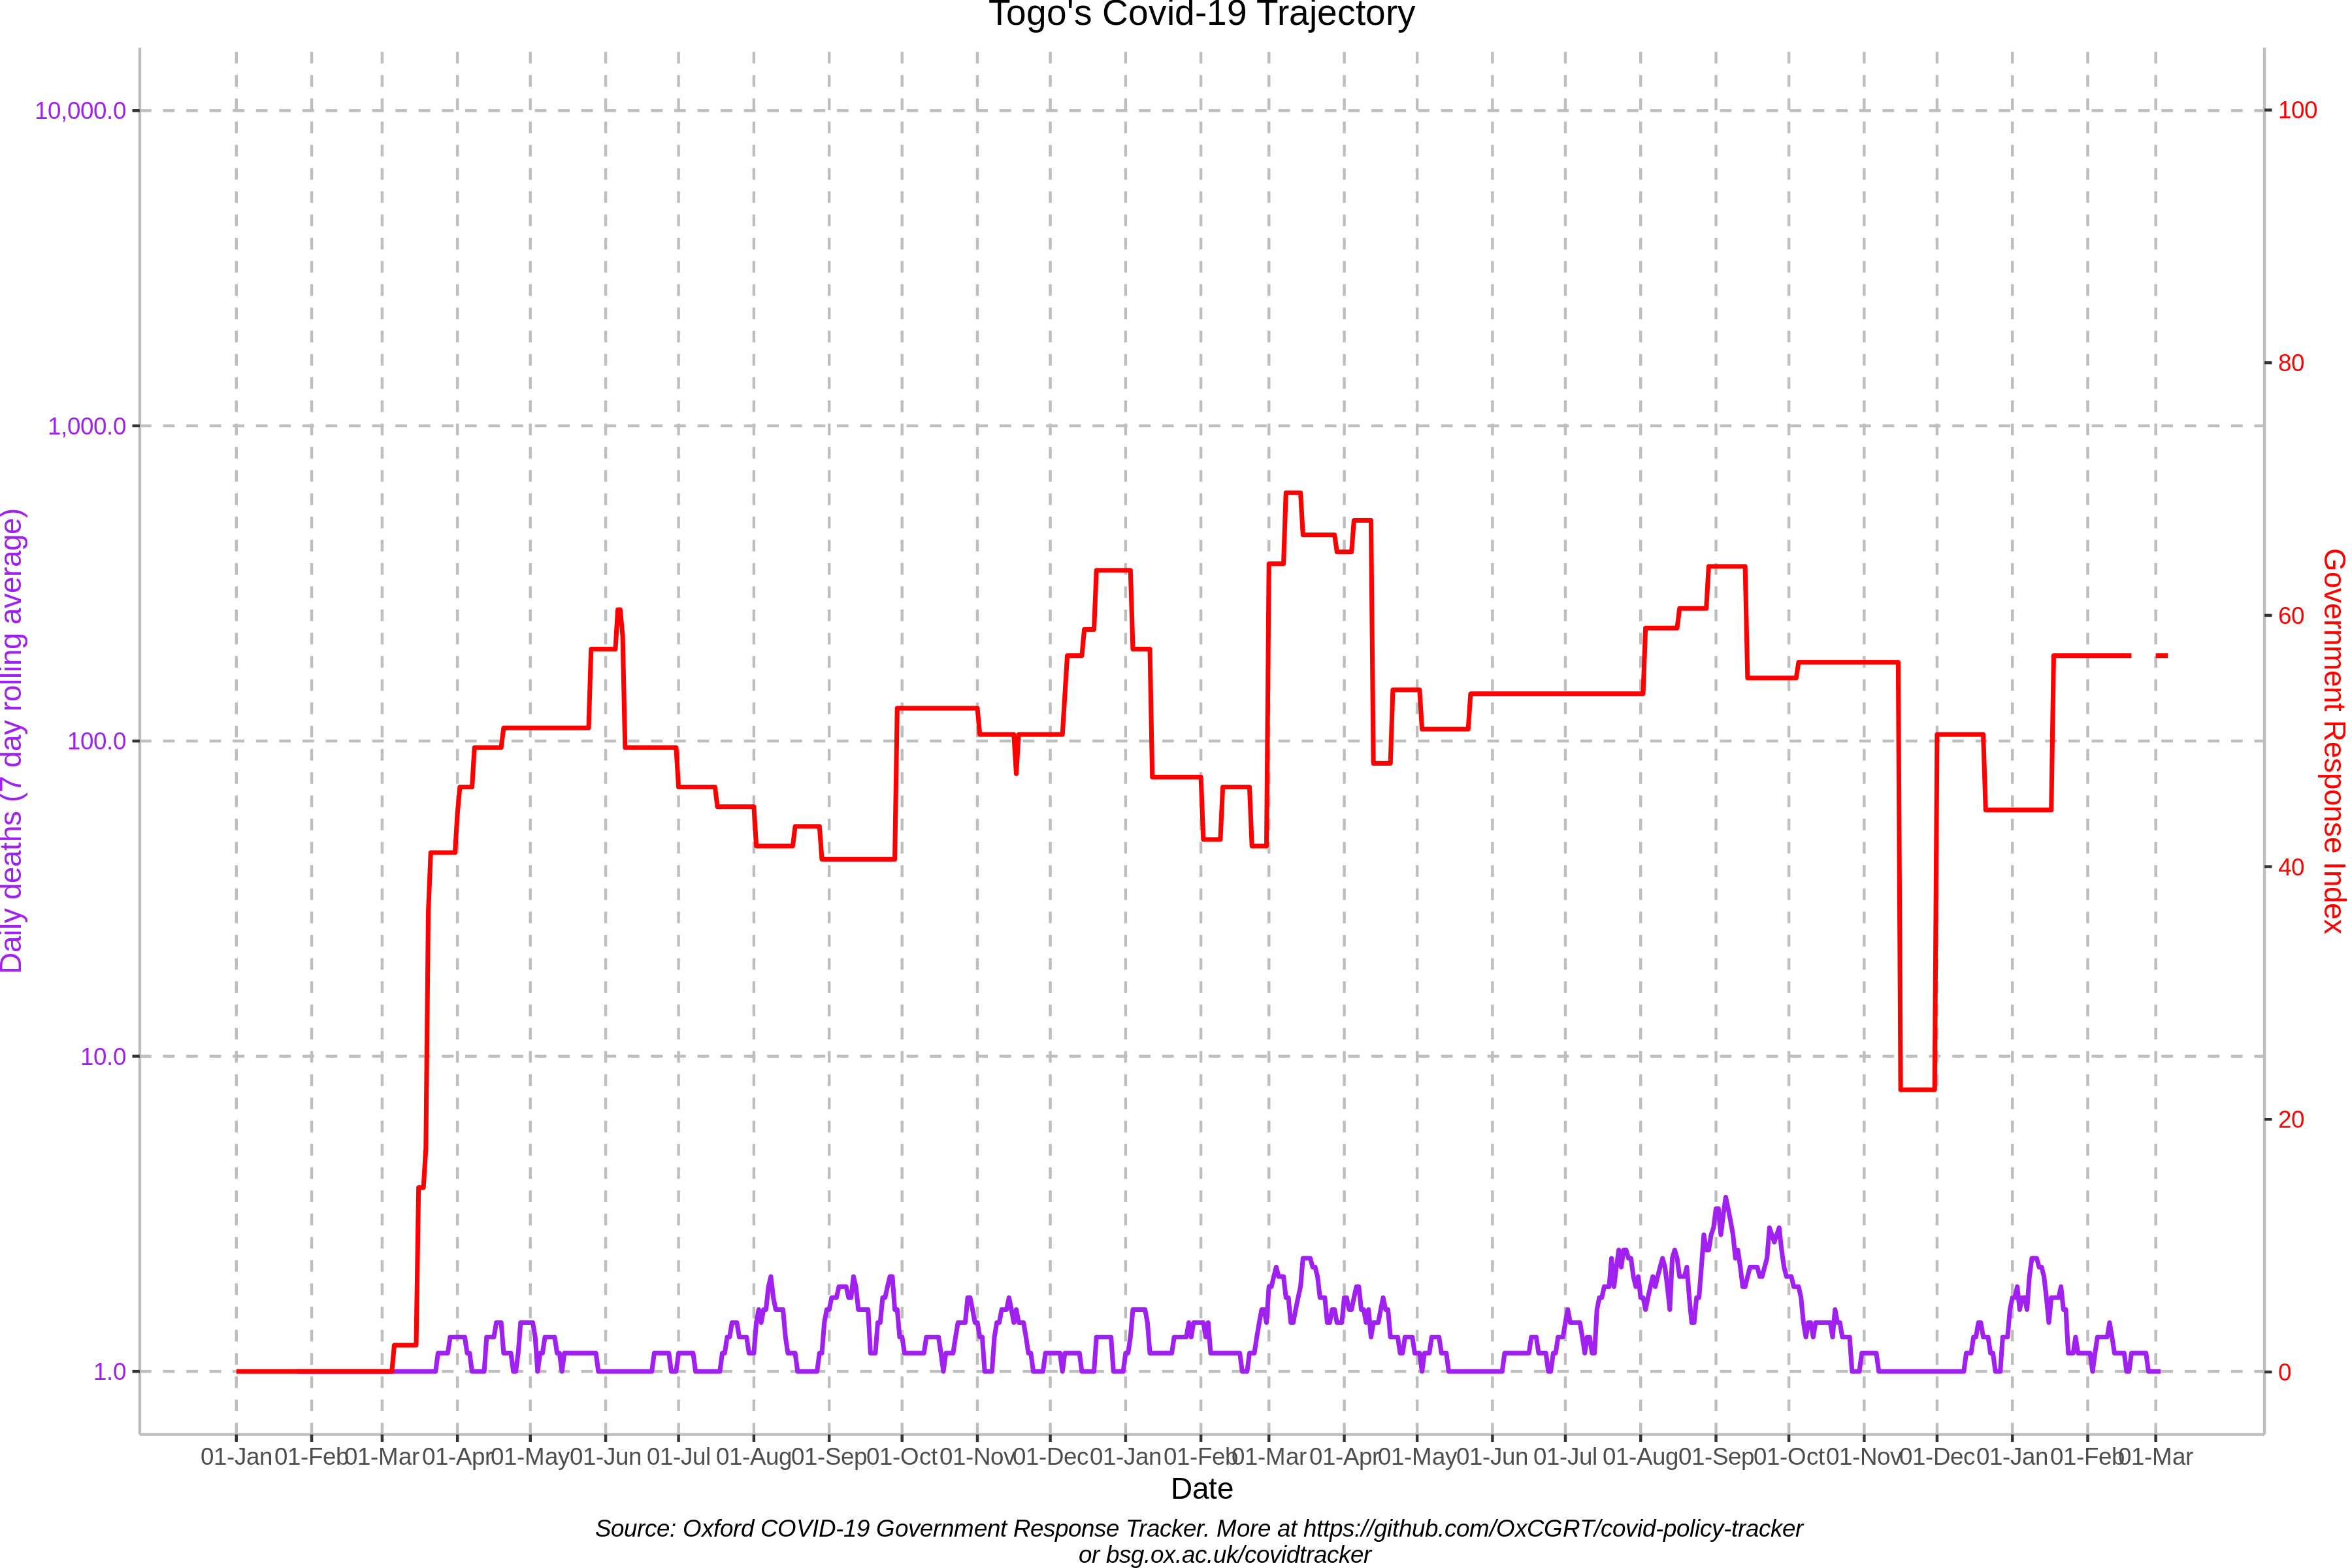 Togo's Covid-19 Trajectory
10,000.0
1,000.0
100.0
10.0
1.0
Daily deaths (7 day rolling average)
100
80
60
40
20
0
Government Response Index
01-Jan 01-Feb 01-Mar 01-Apr 01-May 01-Jun 01-Jul 01-Aug 01-Sep 01-Oct 01-Nov 01-Dec 01-Jan 01-Feb 01-Mar 01-Apr 01-May 01-Jun 01-Jul 01-Aug 01-Sep 01-Oct 01-Nov 01-Dec 01-Jan 01-Feb 01-Mar
Date
Source: Oxford COVID-19 Government Response Tracker. More at https://github.com/OxCGRT/covid-policy-tracker
or bsg.ox.ac.uk/covidtracker